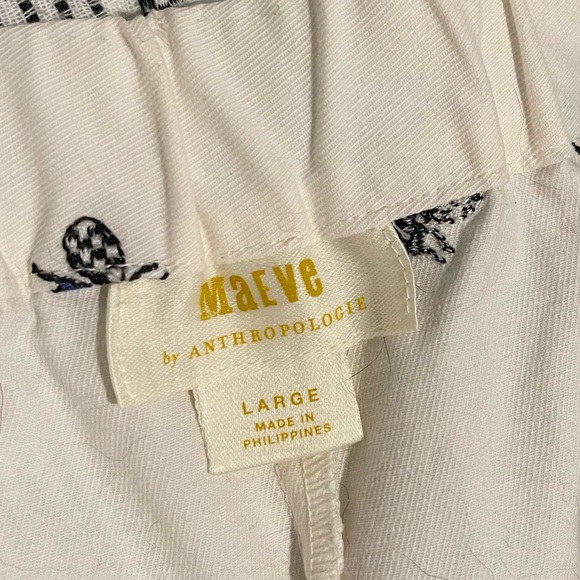 MaEve
by ANTHROPOLOGIE
LARGE
MADE IN
PHILIPPINES